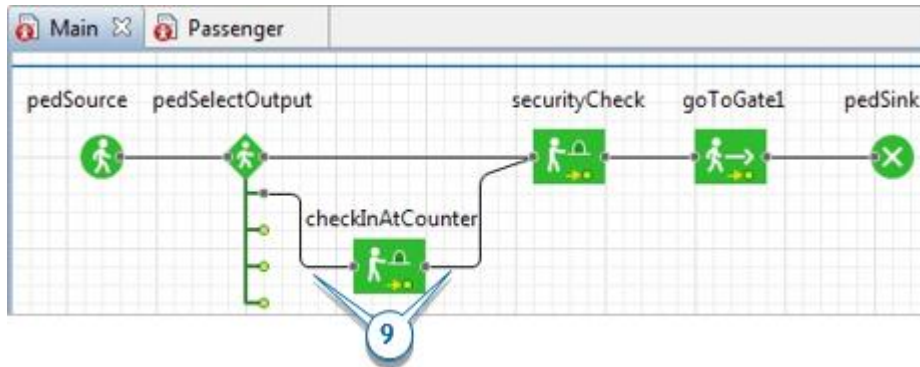 Main Passenger
pedSource pedSelectOutput securityCheck goToGate1 pedSink
checkInAtCounter
9